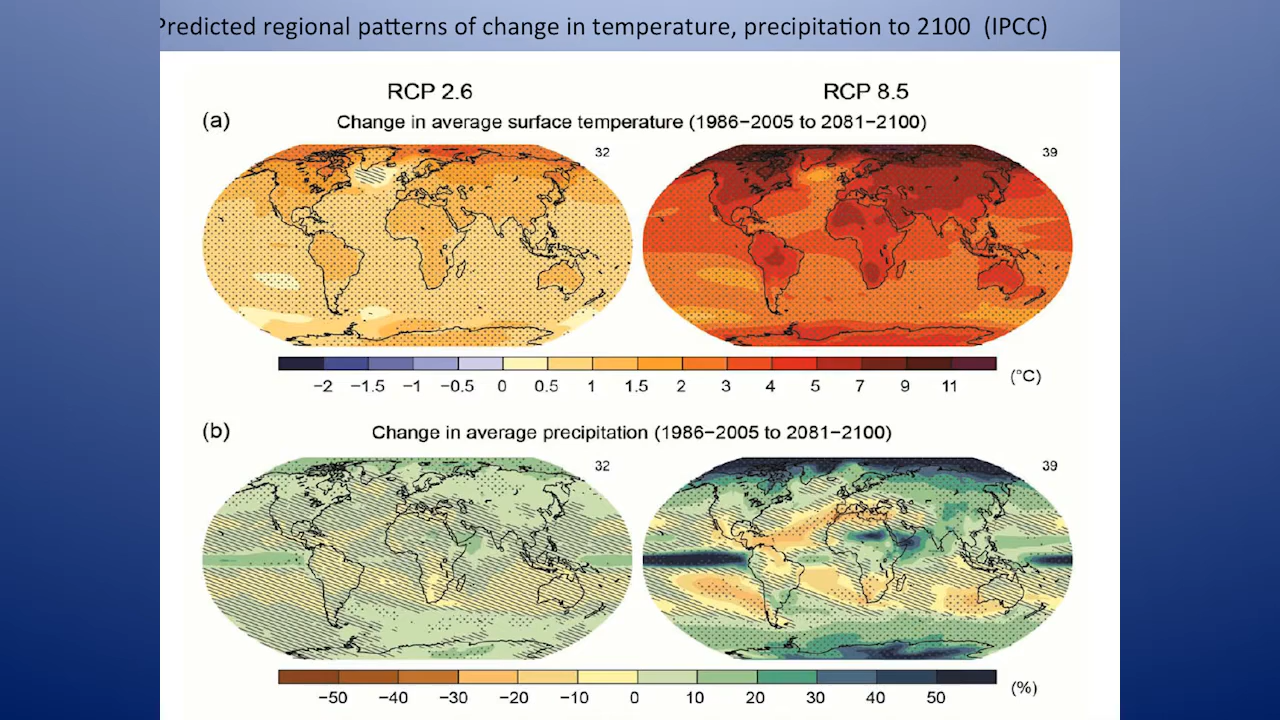 Predicted regional patterns of change in temperature, precipitation to 2100 (IPCC)
RCP 2.6 RCP 8.5
(a) Change in average surface temperature (1986−2005 to 2081−2100)
32 39
−2 −1.5 −1 −0.5 0 0.5 1 1.5 2 3 4 5 7 9 11 (°C)
(b) Change in average precipitation (1986−2005 to 2081−2100)
32 39
−50 −40 −30 −20 −10 0 10 20 30 40 50 (%)